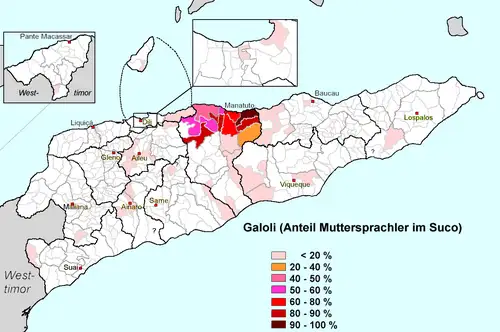 Pante Macassar
West-
timor
Manatuto
Baucau
Liquiçá
Dili
Lospalos
Gleno
Aileu
Viqueque
Same
Maliana
Ainaro
?
?
Suai
West-
timor
Galoli (Anteil Muttersprachler im Suco)
< 20 %
20 - 40 %
40 - 50 %
50 - 60 %
60 - 80 %
80 - 90 %
90 - 100 %